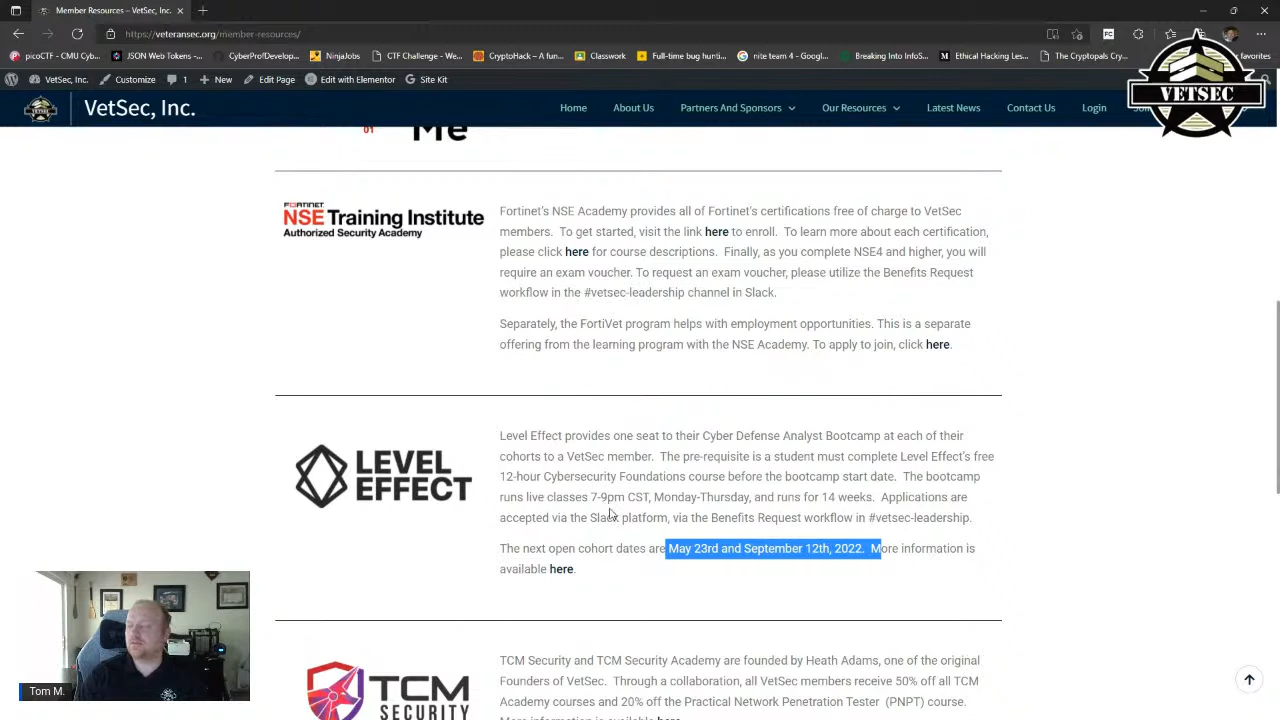 Member Resources – VetSec, Inc.
https://veteransec.org/member-resources/
picoCTF - CMU Cyb...
JSON Web Tokens -...
CyberProfDevelop...
NinjaJobs
CTF Challenge - We...
CryptoHack – A fun...
Classwork
Full-time bug hunti...
nite team 4 - Googl...
Breaking Into InfoS...
Ethical Hacking Les...
favorites
VetSec, Inc.
Customize
1
New
Edit Page
Edit with Elementor
Site Kit
VETSEC
VetSec, Inc.
Home
About Us
Partners And Sponsors
Our Resources
Latest News
Contact Us
Login
01
Me
FORTINET
NSE Training Institute
Authorized Security Academy
Fortinet's NSE Academy provides all of Fortinet's certifications free of charge to VetSec
members. To get started, visit the link here to enroll. To learn more about each certification,
please click here for course descriptions. Finally, as you complete NSE4 and higher, you will
require an exam voucher. To request an exam voucher, please utilize the Benefits Request
workflow in the #vetsec-leadership channel in Slack.
Separately, the FortiVet program helps with employment opportunities. This is a separate
offering from the learning program with the NSE Academy. To apply to join, click here.
LEVEL
EFFECT
Level Effect provides one seat to their Cyber Defense Analyst Bootcamp at each of their
cohorts to a VetSec member. The pre-requisite is a student must complete Level Effect's free
12-hour Cybersecurity Foundations course before the bootcamp start date. The bootcamp
runs live classes 7-9pm CST, Monday-Thursday, and runs for 14 weeks. Applications are
accepted via the Slack platform, via the Benefits Request workflow in #vetsec-leadership.
The next open cohort dates are May 23rd and September 12th, 2022. More information is
available here.
TCM
SECURITY
TCM Security and TCM Security Academy are founded by Heath Adams, one of the original
Founders of VetSec. Through a collaboration, all VetSec members receive 50% off all TCM
Academy courses and 20% off the Practical Network Penetration Tester (PNPT) course.
More information is available here
Tom M.